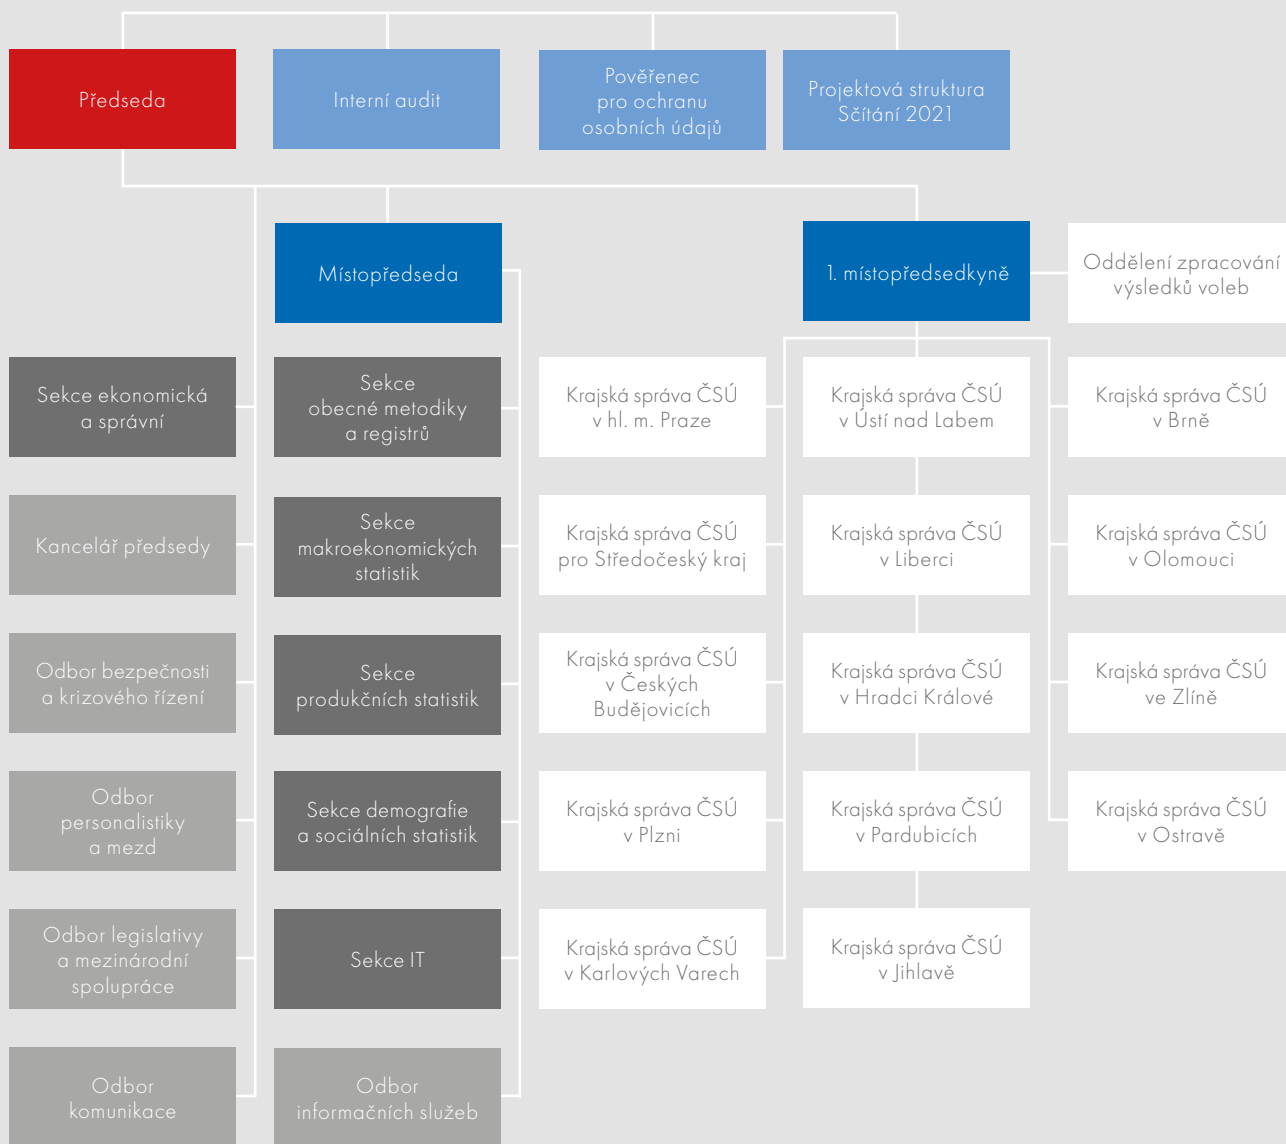 Předseda
Interní audit
Pověřenec
pro ochranu
osobních údajů
Projektová struktura
Sčítání 2021
Místopředseda
1. místopředsedkyně
Oddělení zpracování
výsledků voleb
Sekce ekonomická
a správní
Sekce
obecné metodiky
a registrů
Krajská správa ČSÚ
v hl. m. Praze
Krajská správa ČSÚ
v Ústí nad Labem
Krajská správa ČSÚ
v Brně
Kancelář předsedy
Sekce
makroekonomických
statistik
Krajská správa ČSÚ
pro Středočeský kraj
Krajská správa ČSÚ
v Liberci
Krajská správa ČSÚ
v Olomouci
Odbor bezpečnosti
a krizového řízení
Sekce
produkčních statistik
Krajská správa ČSÚ
v Českých
Budějovicích
Krajská správa ČSÚ
v Hradci Králové
Krajská správa ČSÚ
ve Zlíně
Odbor
personalistiky
a mezd
Sekce demografie
a sociálních statistik
Krajská správa ČSÚ
v Plzni
Krajská správa ČSÚ
v Pardubicích
Krajská správa ČSÚ
v Ostravě
Odbor legislativy
a mezinárodní
spolupráce
Sekce IT
Krajská správa ČSÚ
v Karlových Varech
Krajská správa ČSÚ
v Jihlavě
Odbor
komunikace
Odbor
informačních služeb